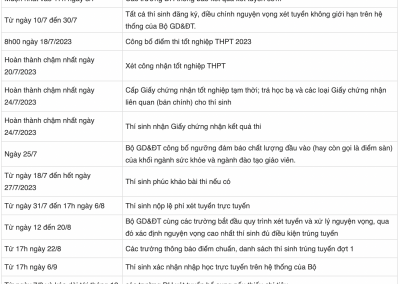 Từ ngày 10/7 đến 30/7
Tất cả thí sinh đăng ký, điều chỉnh nguyện vọng xét tuyển không giới hạn trên hệ
thống của Bộ GD&ĐT.
8h00 ngày 18/7/2023
Công bố điểm thi tốt nghiệp THPT 2023
Hoàn thành chậm nhất ngày
20/7/2023
Xét công nhận tốt nghiệp THPT
Hoàn thành chậm nhất ngày
24/7/2023
Cấp Giấy chứng nhận tốt nghiệp tạm thời; trả học bạ và các loại Giấy chứng nhận
liên quan (bản chính) cho thí sinh
Hoàn thành chậm nhất ngày
24/7/2023
Thí sinh nhận Giấy chứng nhận kết quả thi
Ngày 25/7
Bộ GD&ĐT công bố ngưỡng đảm bảo chất lượng đầu vào (hay còn gọi là điểm sàn)
của khối ngành sức khỏe và ngành đào tạo giáo viên.
Từ ngày 18/7 đến hết ngày
27/7/2023
Thí sinh phúc khảo bài thi nếu có
Từ ngày 31/7 đến 17h ngày 6/8
Thí sinh nộp lệ phí xét tuyển trực tuyến
Từ ngày 12 đến 20/8
Bộ GD&ĐT cùng các trường bắt đầu quy trình xét tuyển và xử lý nguyện vọng, qua
đó xác định nguyện vọng cao nhất thí sinh đủ điều kiện trúng tuyển
Từ 17h ngày 22/8
Các trường thông báo điểm chuẩn, danh sách thí sinh trúng tuyển đợt 1
Từ 17h ngày 6/9
Thí sinh xác nhận nhập học trực tuyến trên hệ thống của Bộ